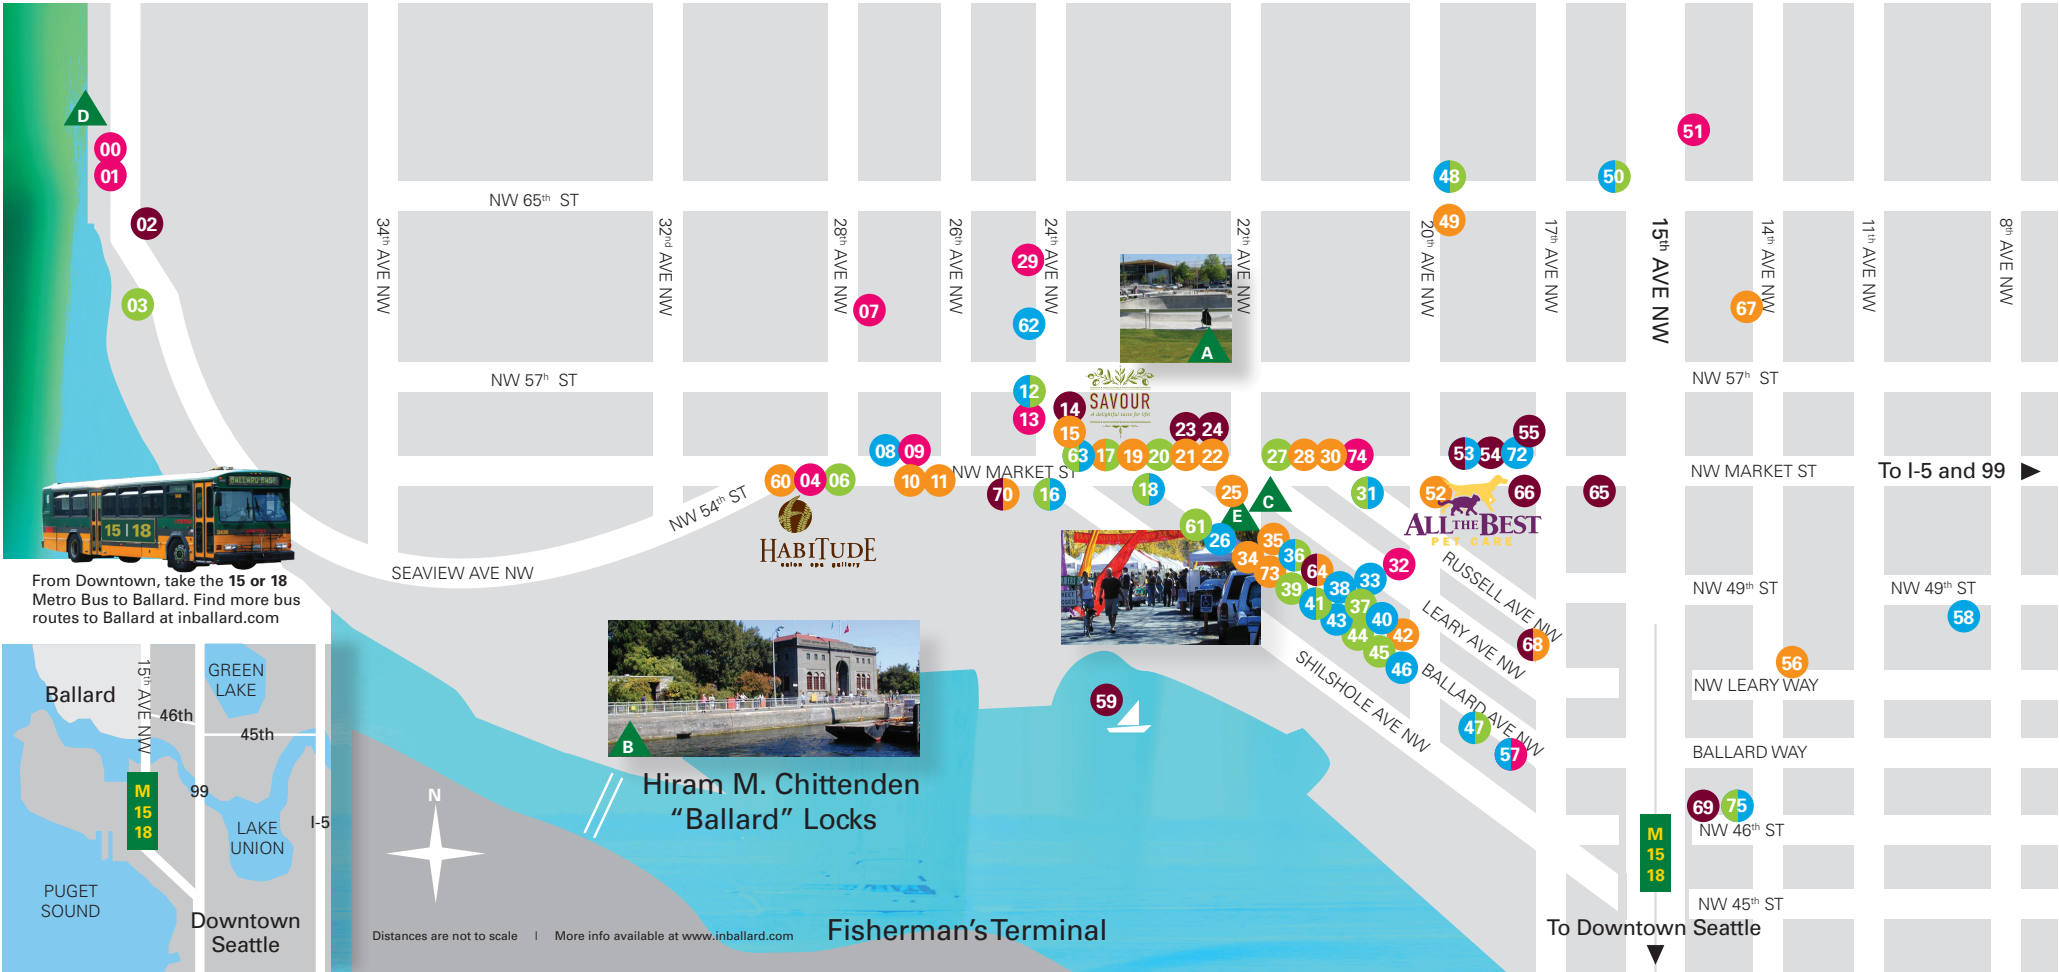 D
00
01
02
03
51
48
50
NW 65th ST
49
34th AVE NW
32nd AVE NW
28th AVE NW
26th AVE NW
24th AVE NW
22th AVE NW
20th AVE NW
17th AVE NW
15th AVE NW
14th AVE NW
11th AVE NW
8th AVE NW
29
07
62
67
A
NW 57h ST
NW 57h ST
12
13
14
15
SAVOUR
A delightful taste for life!
23
24
55
08
09
63
17
19
20
21
22
27
28
30
74
53
54
72
NW MARKET ST
NW MARKET ST
To I-5 and 99
60
04
06
10
11
70
16
18
25
C
31
52
66
65
NW 54th ST
HABITUDE
salon spa gallery
ALL THE BEST
PET CARE
BALLARD BASE
15|18
61
E
26
35
34
36
73
64
32
33
39
38
41
37
43
40
44
42
45
46
SEAVIEW AVE NW
RUSSELL AVE NW
LEARY AVE NW
BALLARD AVE NW
SHILSHOLE AVE NW
68
47
57
NW 49th ST
NW 49th ST
58
56
NW LEARY WAY
BALLARD WAY
69
75
NW 46th ST
NW 45th ST
M
15
18
To Downtown Seattle
From Downtown, take the 15 or 18
Metro Bus to Ballard. Find more bus
routes to Ballard at inballard.com
59
B
Hiram M. Chittenden
“Ballard” Locks
Fisherman's Terminal
N
Distances are not to scale | More info available at www.inballard.com
Ballard
15th AVE NW
GREEN
LAKE
46th
45th
99
M
15
18
LAKE
UNION
I-5
PUGET
SOUND
Downtown
Seattle